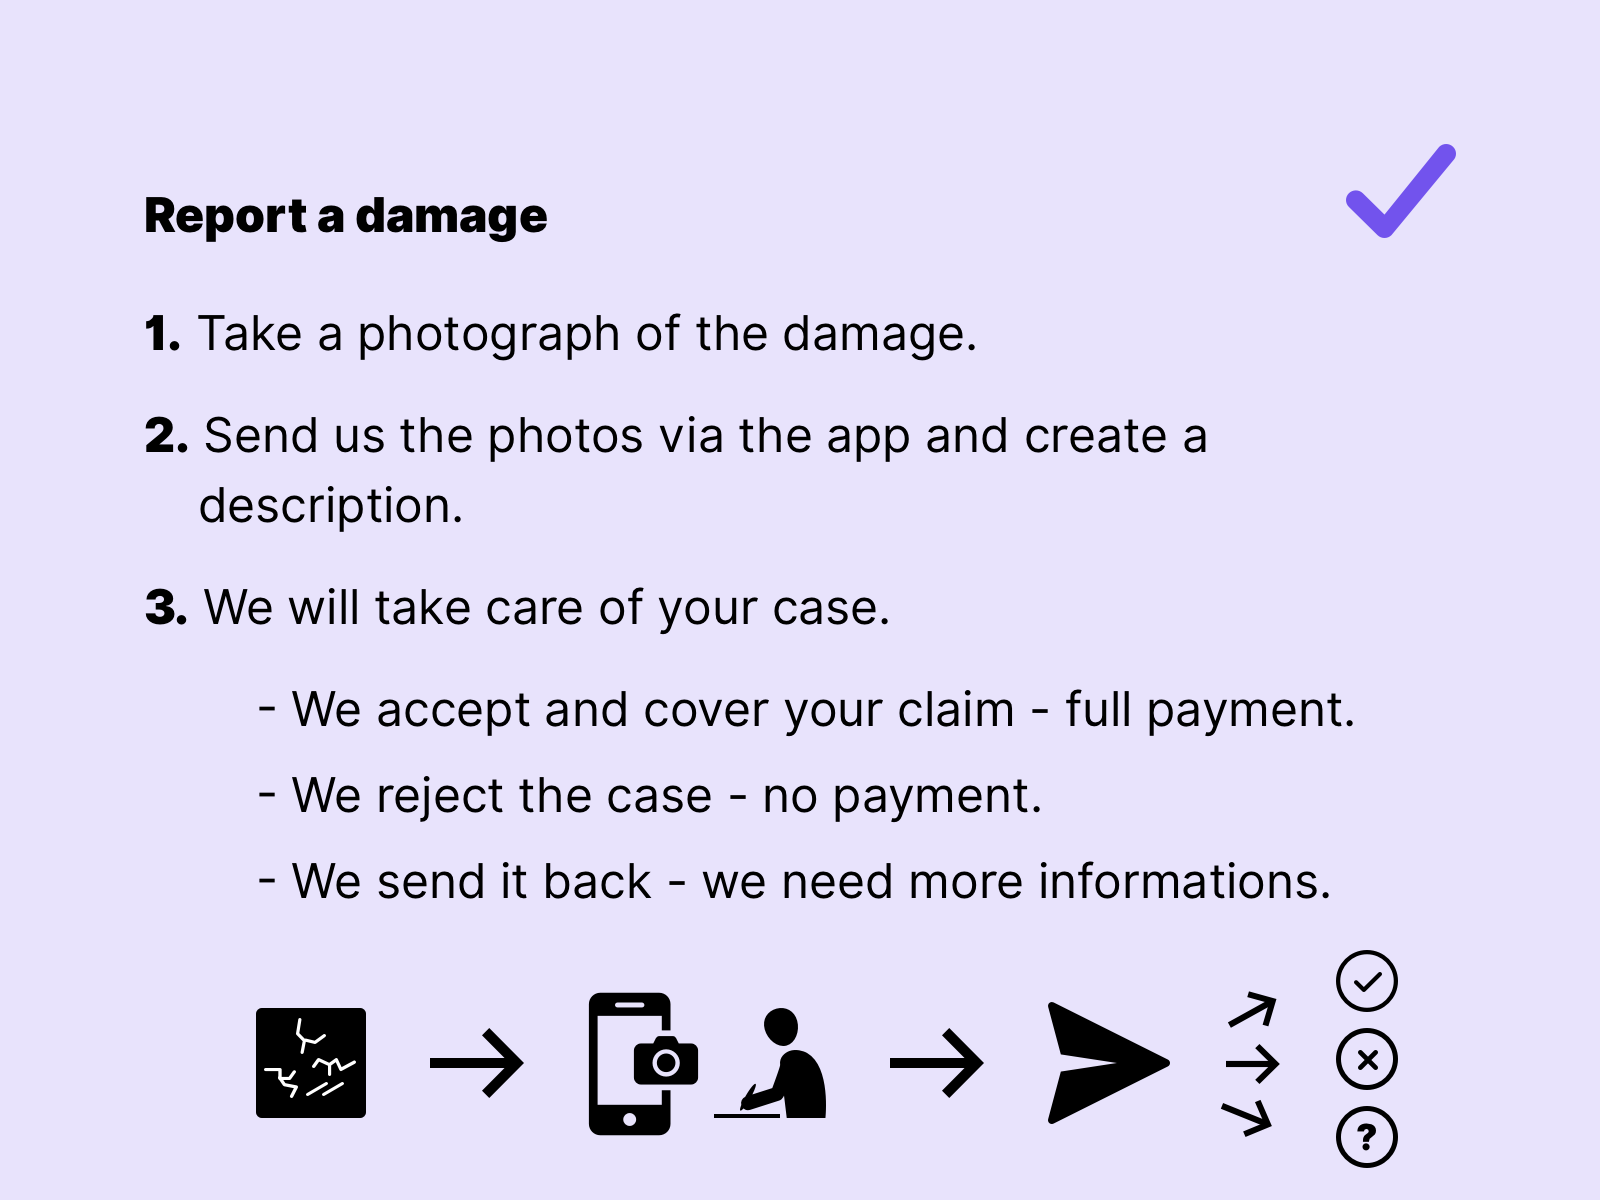 Report a damage
1. Take a photograph of the damage.
2. Send us the photos via the app and create a
description.
3. We will take care of your case.
- We accept and cover your claim - full payment.
- We reject the case - no payment.
- We send it back - we need more informations.
?